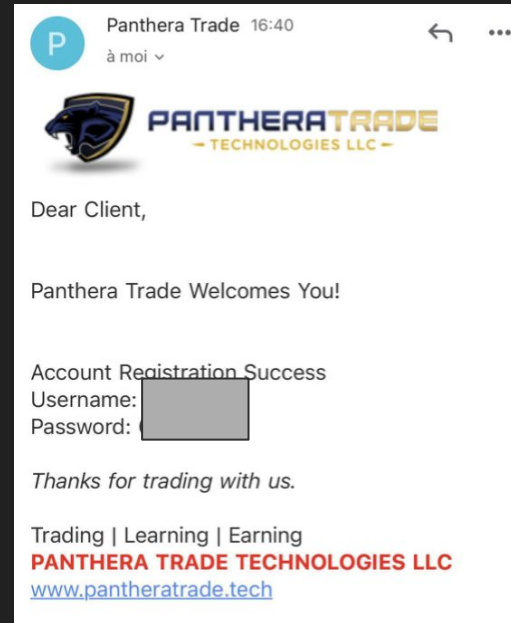 P
Panthera Trade 16:40
à moi
PANTHERATRADE
TECHNOLOGIES LLC
Dear Client,
Panthera Trade Welcomes You!
Account Registration Success
Username:
Password:
Thanks for trading with us.
Trading | Learning | Earning
PANTHERA TRADE TECHNOLOGIES LLC
www.pantheratrade.tech